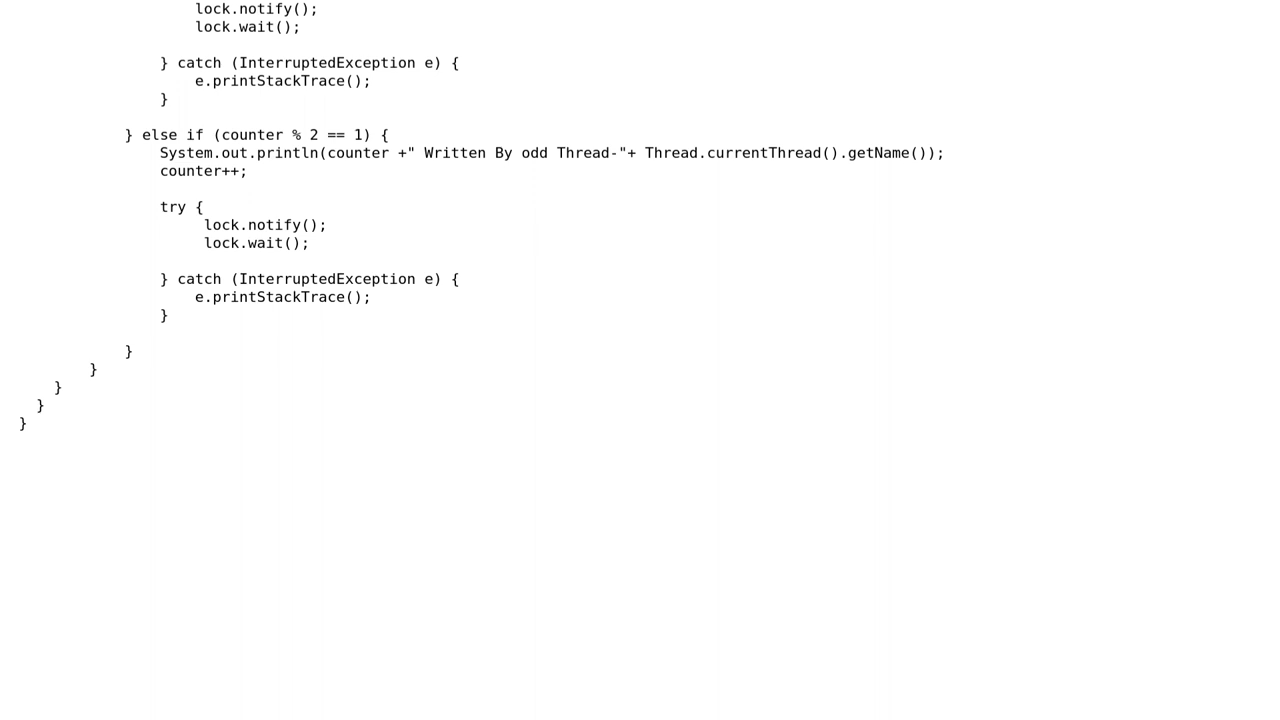 lock.notify();
lock.wait();
} catch (InterruptedException e) {
e.printStackTrace();
}
} else if (counter % 2 == 1) {
System.out.println(counter +" Written By odd Thread-"+ Thread.currentThread().getName());
counter++;
try {
lock.notify();
lock.wait();
} catch (InterruptedException e) {
e.printStackTrace();
}
}
}
}
}
}